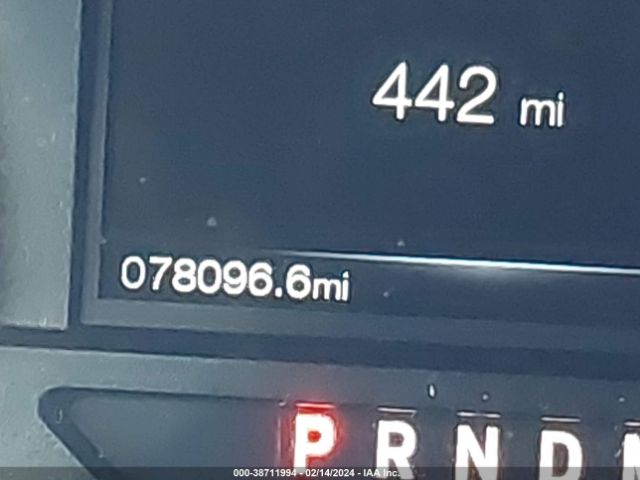 442 mi
078096.6mi
P R N D M
000-38711994 - 02/14/2024 - IAA Inc.